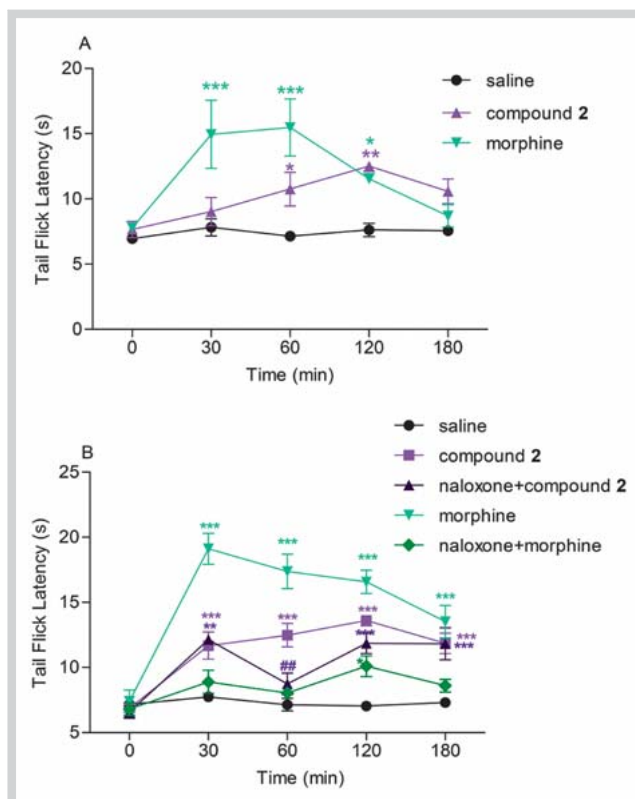 A
20
15
10
5
0
Tail Flick Latency (s)
***
***
*
**
*
saline
compound 2
morphine
0 30 60 120 180
Time (min)
B
25
20
15
10
5
Tail Flick Latency (s)
saline
compound 2
naloxone+compound 2
morphine
naloxone+morphine
***
***
***
***
***
**
***
##
***
***
*
***
***
0 30 60 120 180
Time (min)